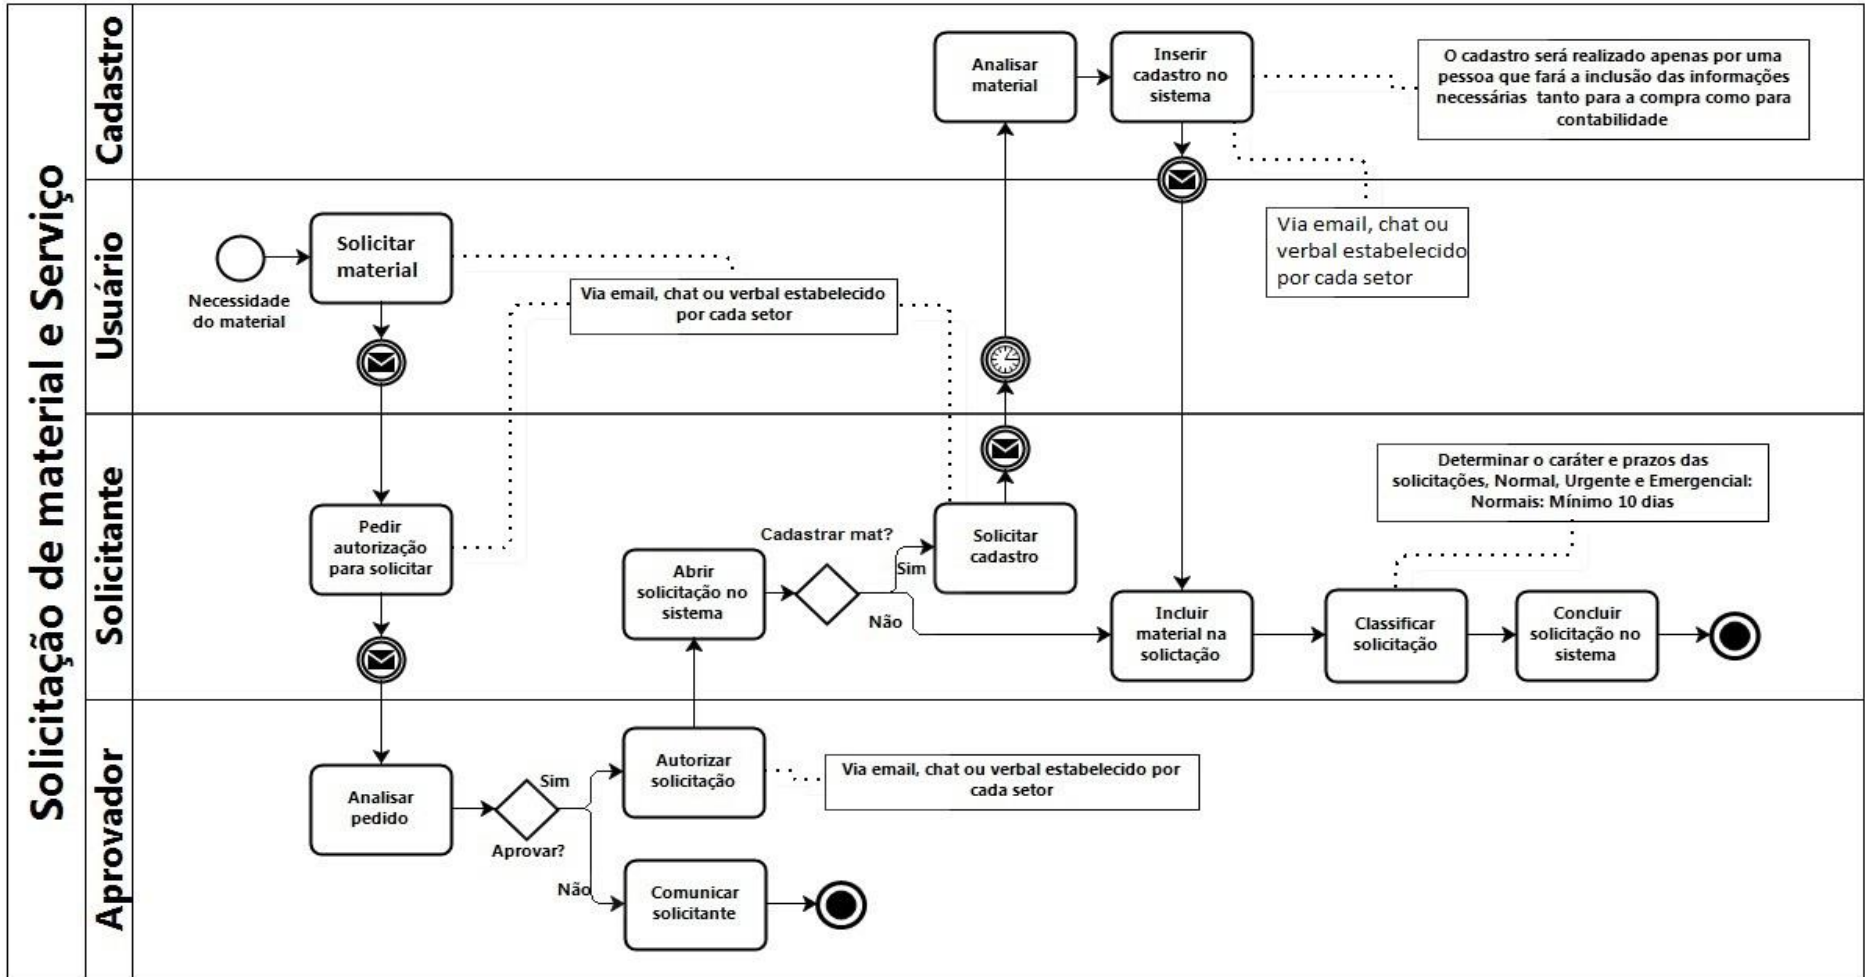 Solicitação de material e Serviço
Cadastro
Analisar
material
Inserir
cadastro no
sistema
O cadastro será realizado apenas por uma
pessoa que fará a inclusão das informações
necessárias tanto para a compra como para
contabilidade
Usuário
Necessidade
do material
Solicitar
material
Via email, chat ou verbal estabelecido
por cada setor
Via email, chat ou
verbal estabelecido
por cada setor
Solicitante
Pedir
autorização
para solicitar
Abrir
solicitação no
sistema
Cadastrar mat?
Sim
Não
Solicitar
cadastro
Incluir
material na
solictação
Determinar o caráter e prazos das
solicitações, Normal, Urgente e Emergencial:
Normais: Mínimo 10 dias
Classificar
solicitação
Concluir
solicitação no
sistema
Aprovador
Analisar
pedido
Aprovar?
Sim
Não
Autorizar
solicitação
Via email, chat ou verbal estabelecido por
cada setor
Comunicar
solicitante